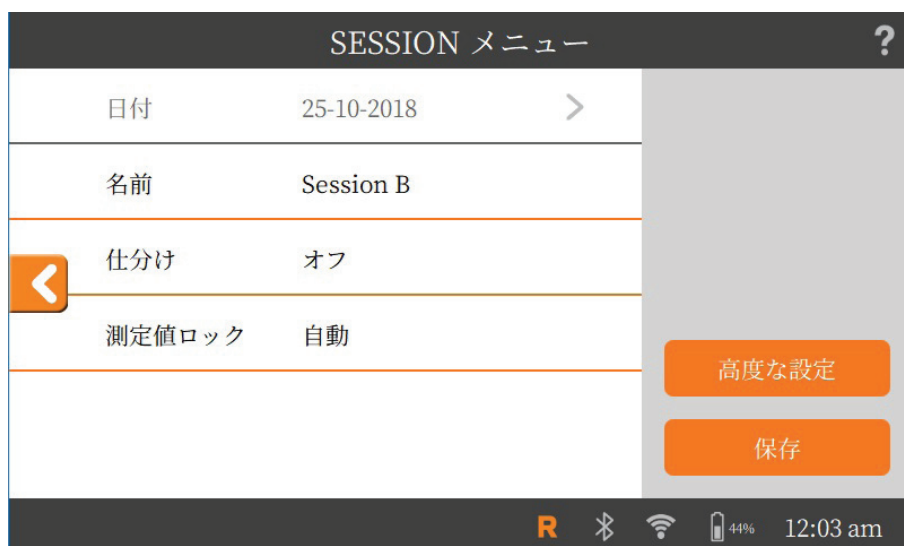 SESSION メニュー ?
日付 25-10-2018
名前 Session B
仕分け オフ
測定値ロック 自動
高度な設定
保存
R 44% 12:03 am